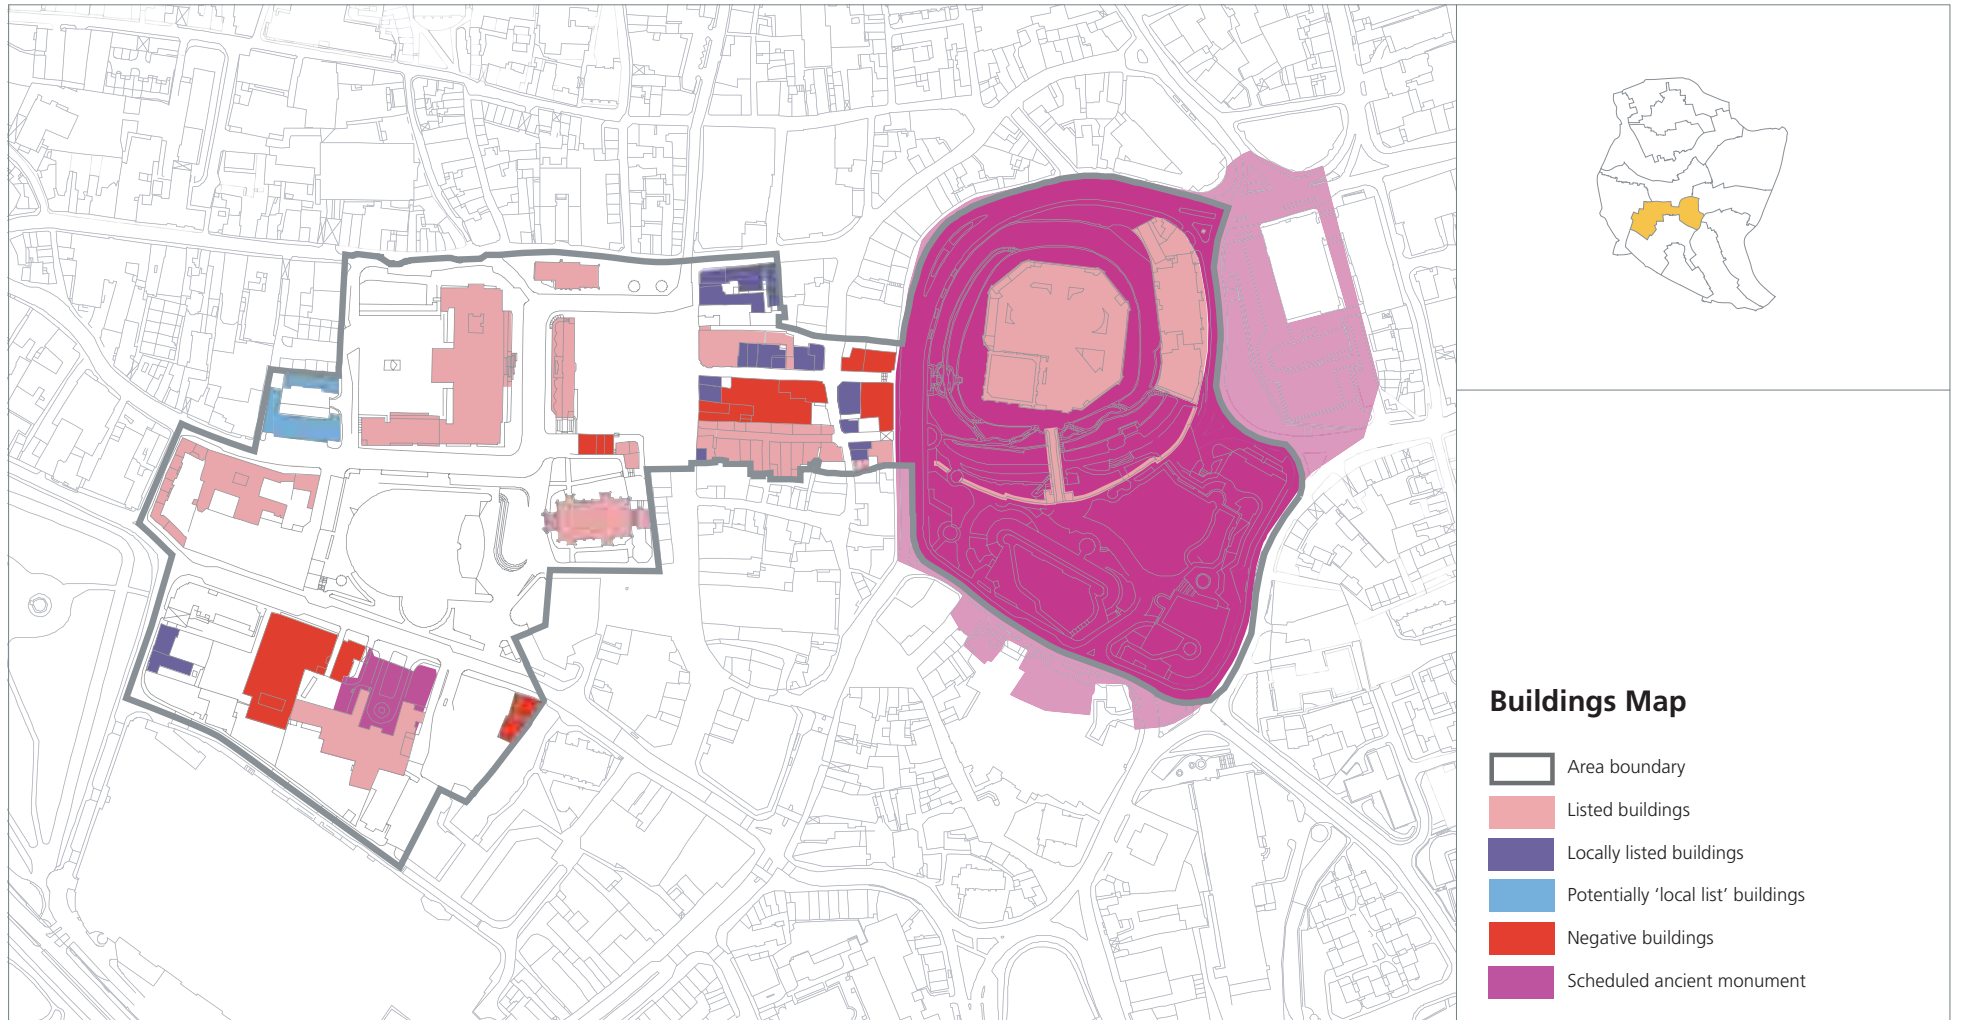 Buildings Map
Area boundary
Listed buildings
Locally listed buildings
Potentially ‘local list’ buildings
Negative buildings
Scheduled ancient monument